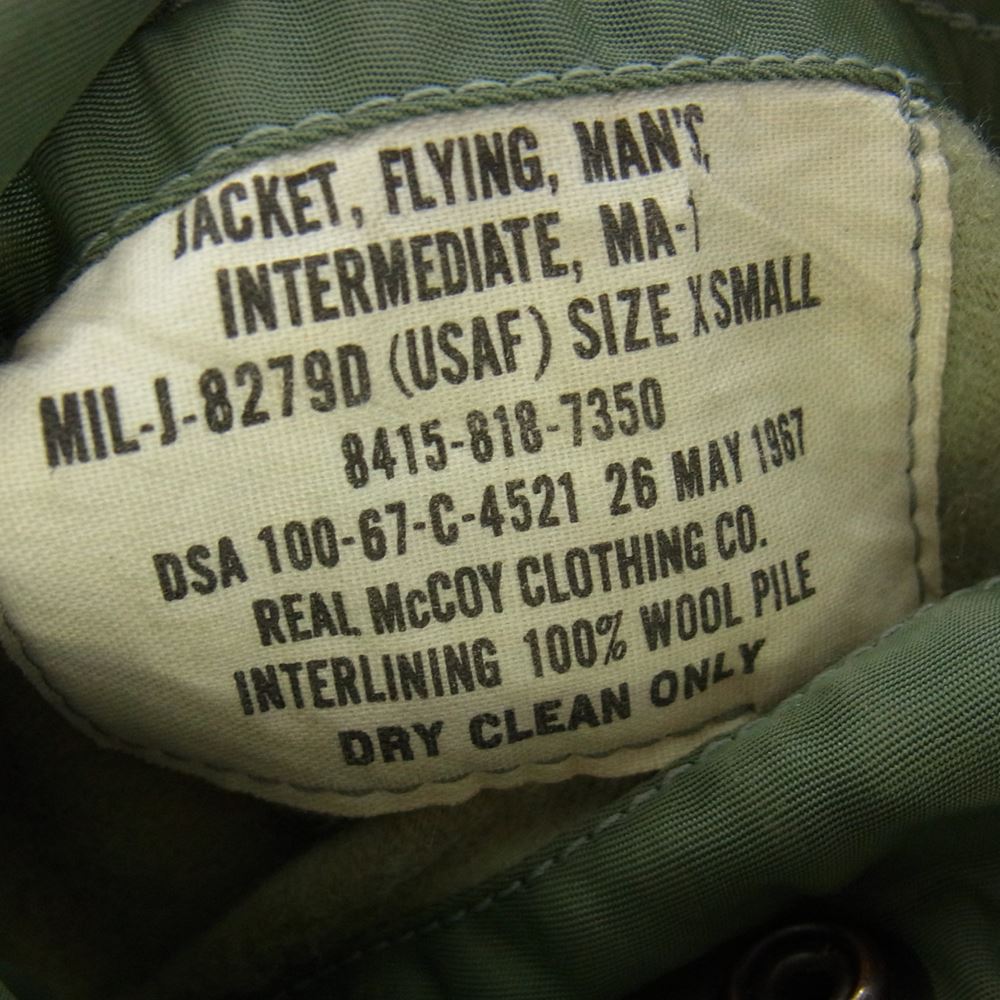 JACKET, FLYING, MAN'S,
INTERMEDIATE, MA-1
MIL-J-8279D (USAF) SIZE XSMALL
8415-818-7350
DSA 100-67-C-4521 26 MAY 1967
REAL McCOY CLOTHING CO.
INTERLINING 100% WOOL PILE
DRY CLEAN ONLY